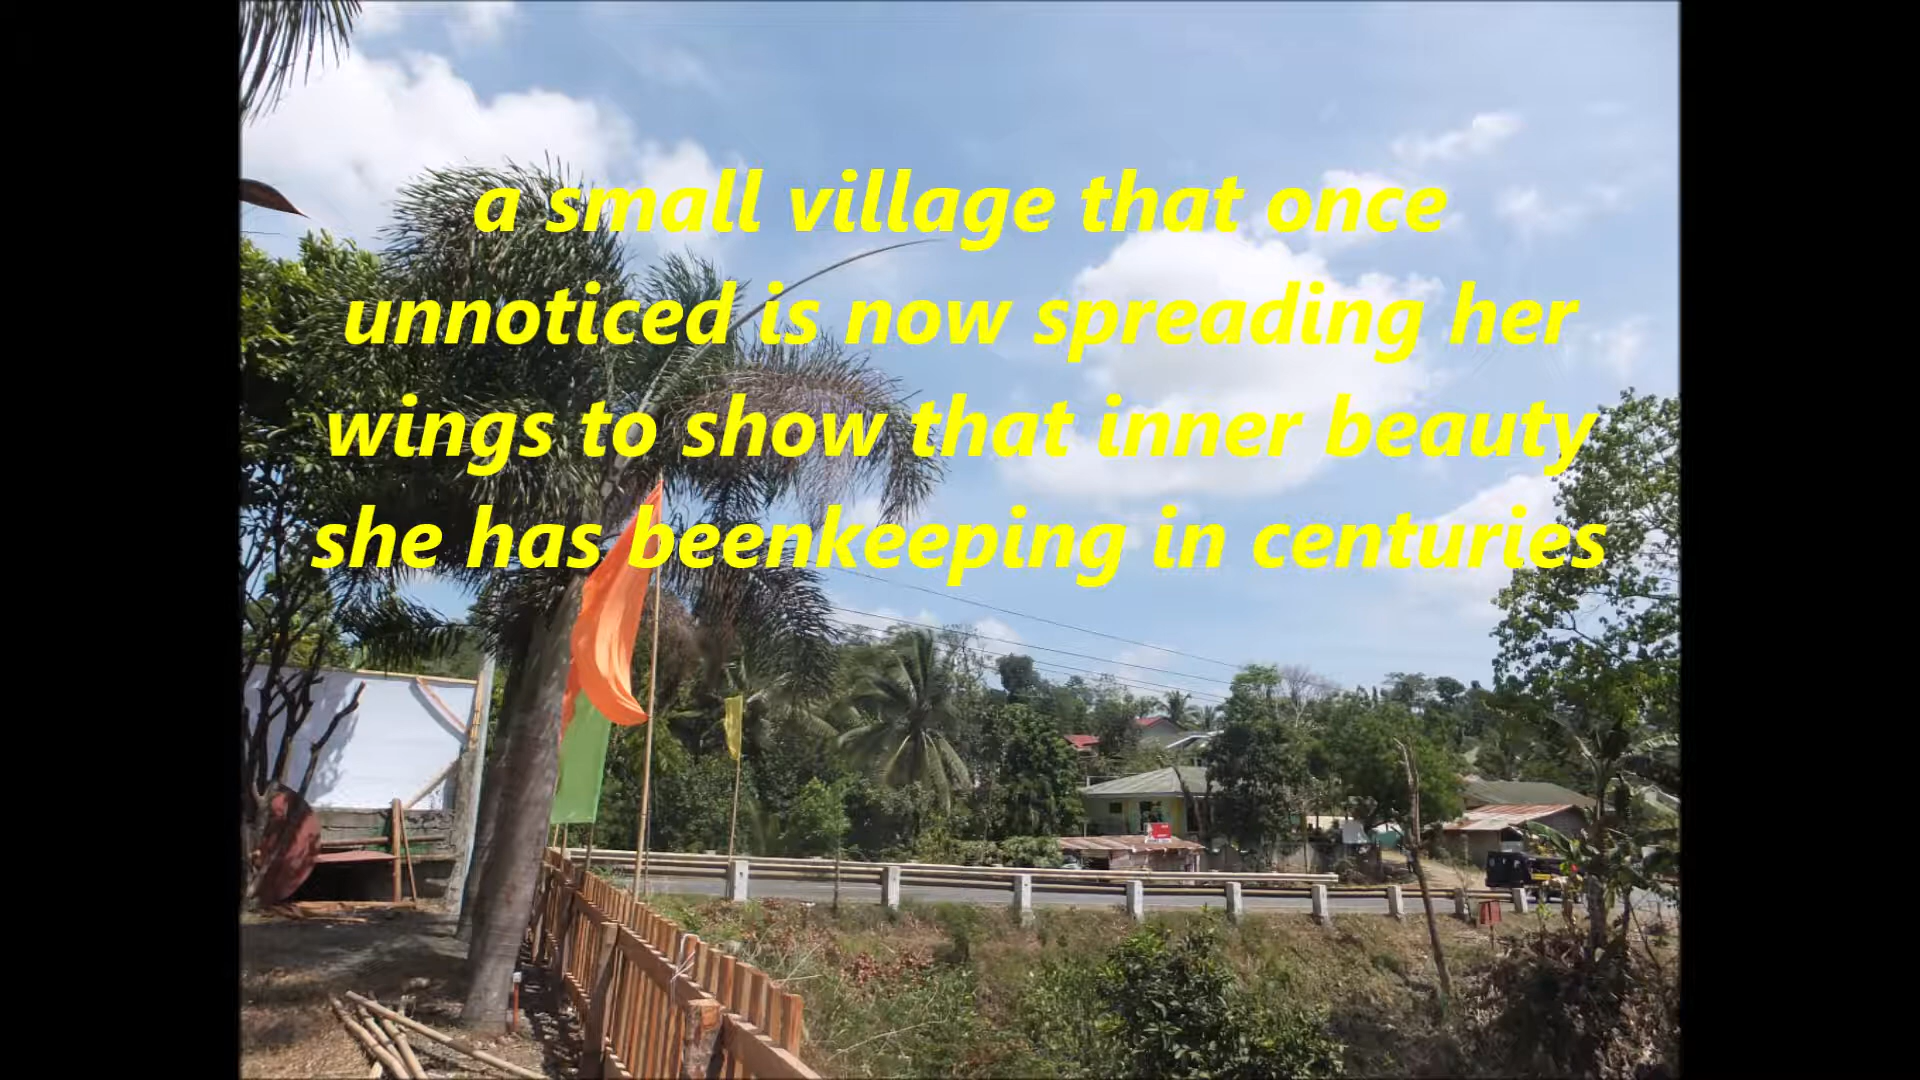 a small village that once
unnoticed is now spreading her
wings to show that inner beauty
she has beenkeeping in centuries